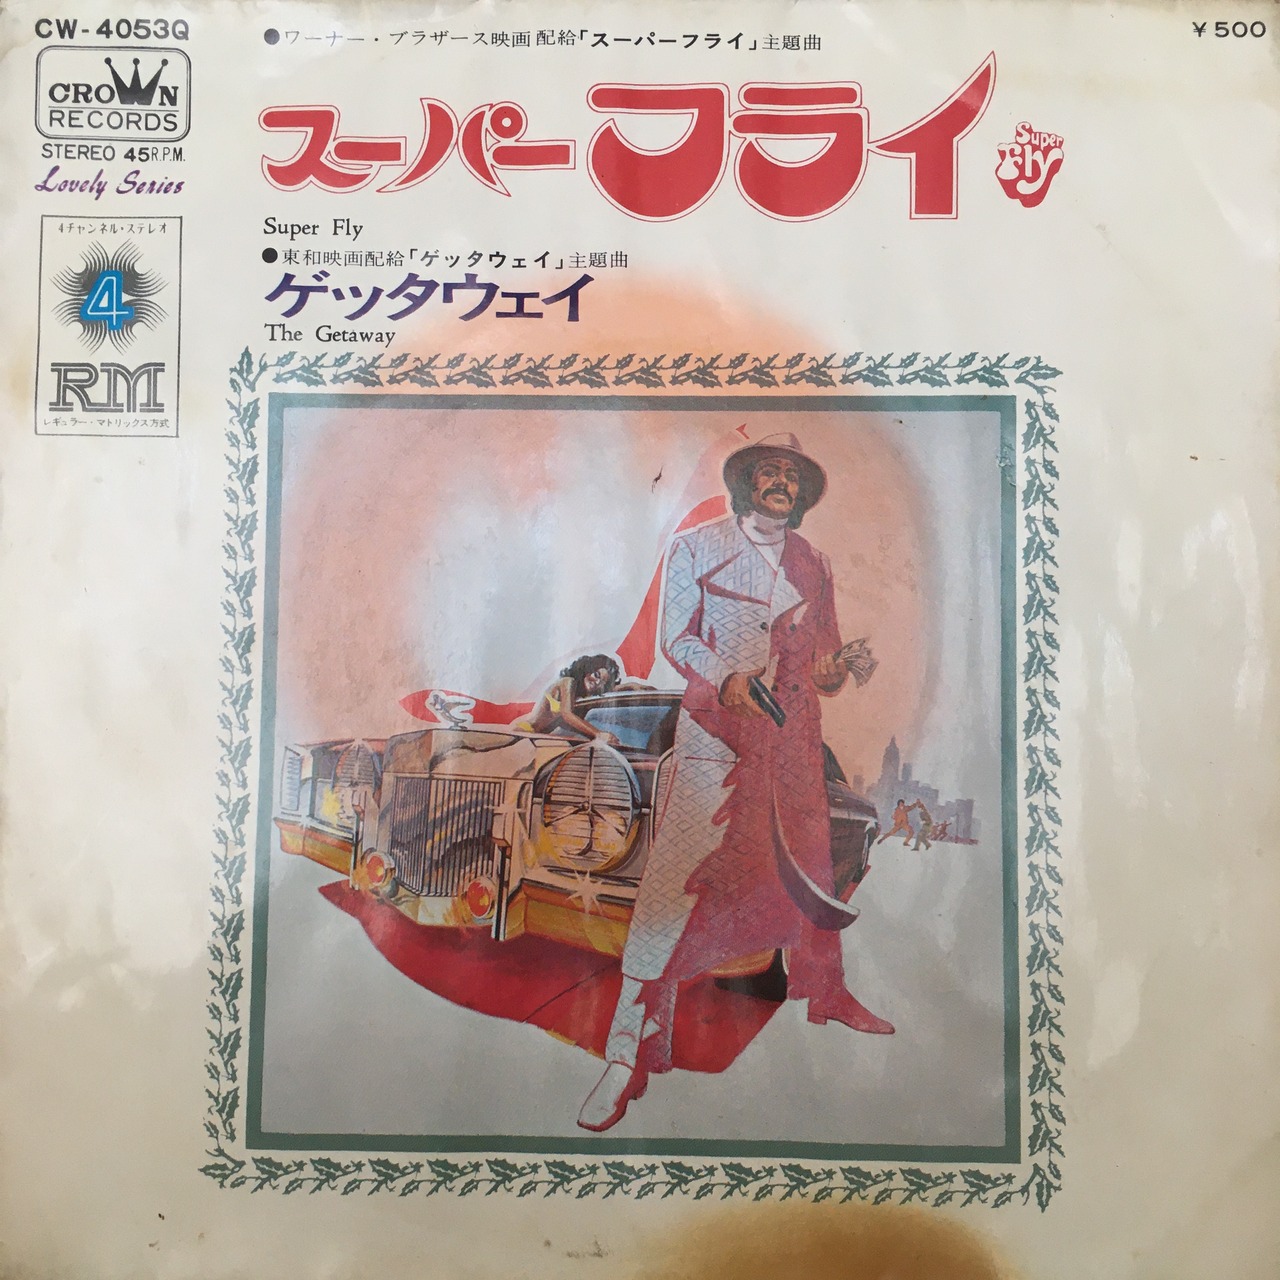 CW-4053Q
CROWN
RECORDS
STEREO 45R.P.M.
Lovely Series
4チャンネル・ステレオ
4
RM
レギュラー・マトリックス方式
¥500
●ワーナー・ブラザース映画配給「スーパーフライ」主題曲
スーパーフライ
Super
Fly
Super Fly
●東和映画配給「ゲッタウェイ」主題曲
ゲッタウェイ
The Getaway